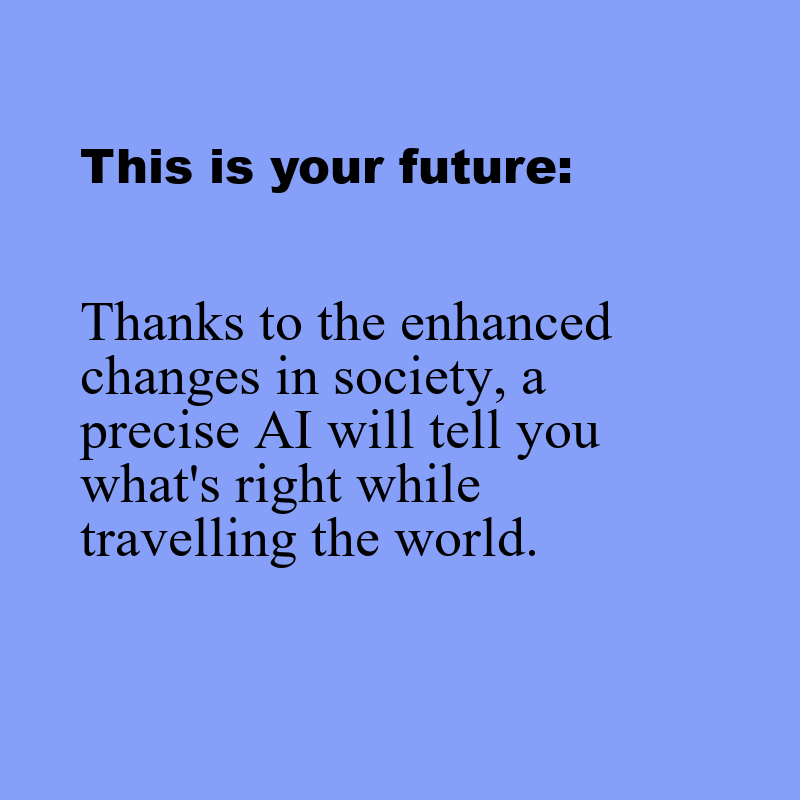 This is your future:
Thanks to the enhanced
changes in society, a
precise AI will tell you
what's right while
travelling the world.